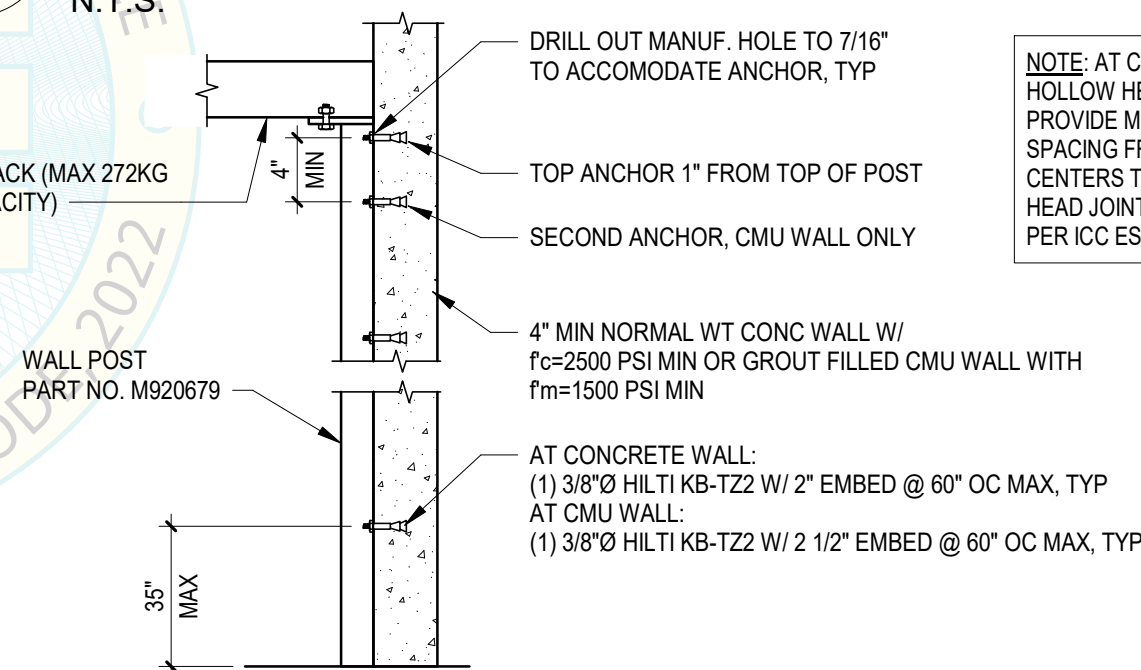 N.T.S.
DRILL OUT MANUF. HOLE TO 7/16"
TO ACCOMODATE ANCHOR, TYP
NOTE: AT C
HOLLOW HE
PROVIDE M
SPACING FR
CENTERS T
HEAD JOINT
PER ICC ES
ACK (MAX 272KG
ACITY)
4"
MIN
TOP ANCHOR 1" FROM TOP OF POST
SECOND ANCHOR, CMU WALL ONLY
4" MIN NORMAL WT CONC WALL W/
f'c=2500 PSI MIN OR GROUT FILLED CMU WALL WITH
f'm=1500 PSI MIN
WALL POST
PART NO. M920679
AT CONCRETE WALL:
(1) 3/8"Ø HILTI KB-TZ2 W/ 2" EMBED @ 60" OC MAX, TYP
AT CMU WALL:
(1) 3/8"Ø HILTI KB-TZ2 W/ 2 1/2" EMBED @ 60" OC MAX, TYP
35"
MAX
ODE, 2022
E